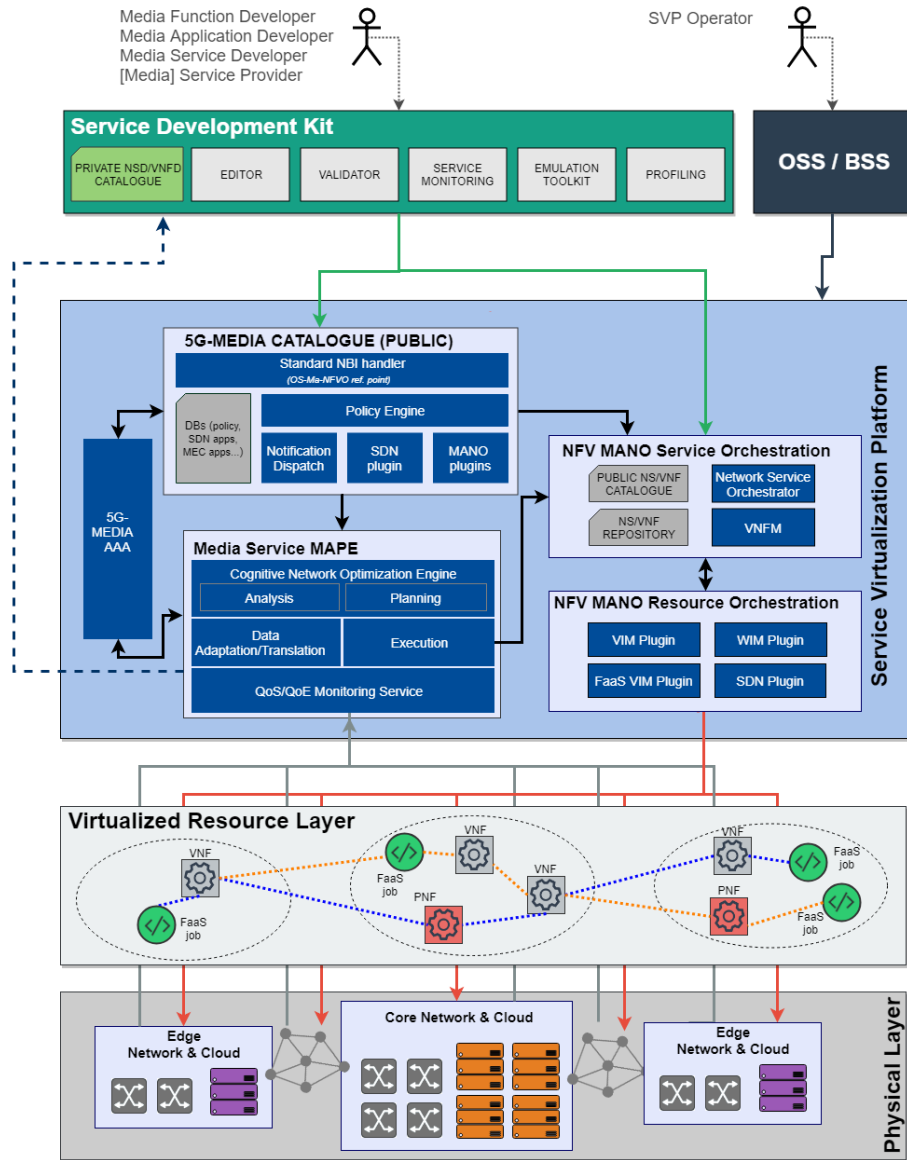 Media Function Developer
Media Application Developer
Media Service Developer
[Media] Service Provider
SVP Operator
Service Development Kit
PRIVATE NSD/VNFD
CATALOGUE
EDITOR
VALIDATOR
SERVICE
MONITORING
EMULATION
TOOLKIT
PROFILING
OSS / BSS
Service Virtualization Platform
5G-MEDIA CATALOGUE (PUBLIC)
Standard NBI handler
(OS-Ma-NFVO ref. point)
DBs (policy,
SDN apps,
MEC apps...)
Policy Engine
Notification
Dispatch
SDN
plugin
MANO
plugins
5G-
MEDIA
AAA
Media Service MAPE
Cognitive Network Optimization Engine
Analysis
Planning
Data
Adaptation/Translation
Execution
QoS/QoE Monitoring Service
NFV MANO Service Orchestration
PUBLIC NS/VNF
CATALOGUE
Network Service
Orchestrator
NS/VNF
REPOSITORY
VNFM
NFV MANO Resource Orchestration
VIM Plugin
WIM Plugin
FaaS VIM Plugin
SDN Plugin
Virtualized Resource Layer
VNF
FaaS
job
FaaS
job
VNF
PNF
VNF
VNF
FaaS
job
PNF
FaaS
job
Physical Layer
Edge
Network & Cloud
Core Network & Cloud
Edge
Network & Cloud